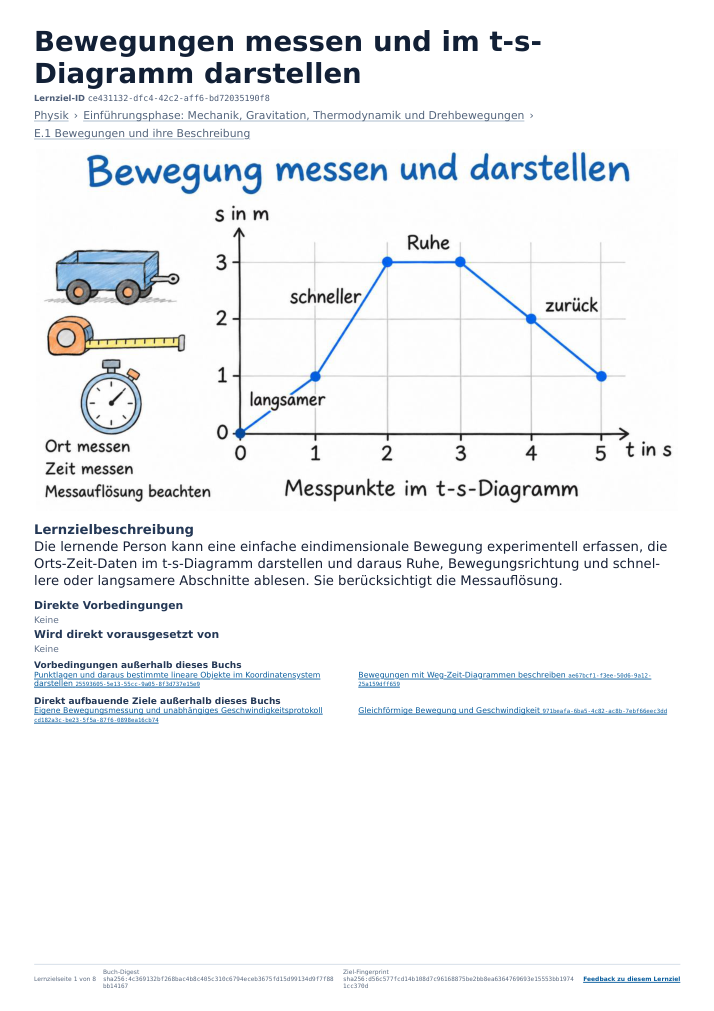 Bewegungen messen und im t-s-
Diagramm darstellen
Lernziel-ID ce431132-dfc4-42c2-aff6-bd72035190f8
Physik › Einführungsphase: Mechanik, Gravitation, Thermodynamik und Drehbewegungen ›
E.1 Bewegungen und ihre Beschreibung
Bewegung messen und darstellen
s in m
Ruhe
3
schneller
zurück
2
1
langsamer
0
0 1 2 3 4 5 t in s
Ort messen
Zeit messen
Messauflösung beachten
Messpunkte im t-s-Diagramm
Lernzielbeschreibung
Die lernende Person kann eine einfache eindimensionale Bewegung experimentell erfassen, die
Orts-Zeit-Daten im t-s-Diagramm darstellen und daraus Ruhe, Bewegungsrichtung und schnel-
lere oder langsamere Abschnitte ablesen. Sie berücksichtigt die Messauflösung.
Direkte Vorbedingungen
Keine
Wird direkt vorausgesetzt von
Keine
Vorbedingungen außerhalb dieses Buchs
Punktlagen und daraus bestimmte lineare Objekte im Koordinatensystem
darstellen 25593605-5e13-55cc-9a05-8f3d737e15e9
Bewegungen mit Weg-Zeit-Diagrammen beschreiben ae67bcf1-f3ee-50d6-9a12-
25a159dff659
Direkt aufbauende Ziele außerhalb dieses Buchs
Eigene Bewegungsmessung und unabhängiges Geschwindigkeitsprotokoll
cd182a3c-be23-5f5a-87f6-0898ea16cb74
Gleichförmige Bewegung und Geschwindigkeit 971beafa-6ba5-4c82-ac8b-7ebf66eec3dd
Lernzielseite 1 von 8
Buch-Digest
sha256:4c369132bf268bac4b8c405c310c6794eceb3675fd15d99134d9f7f88
bb14167
Ziel-Fingerprint
sha256:d56c577fcd14b108d7c96168875be2bb8ea6364769693e15553bb1974
1cc370d
Feedback zu diesem Lernziel